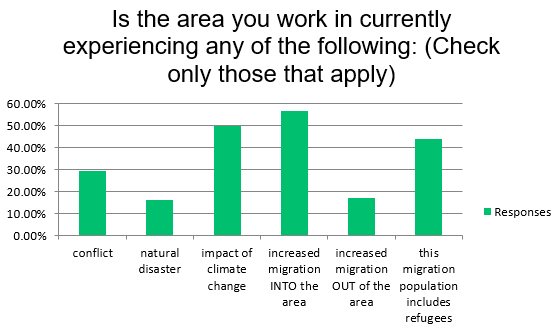 Is the area you work in currently
experiencing any of the following: (Check
only those that apply)
60.00%
50.00%
40.00%
30.00%
20.00%
10.00%
0.00%
conflict
natural
disaster
impact of
climate
change
increased
migration
INTO the
area
increased
migration
OUT of the
area
this
migration
population
includes
refugees
Responses